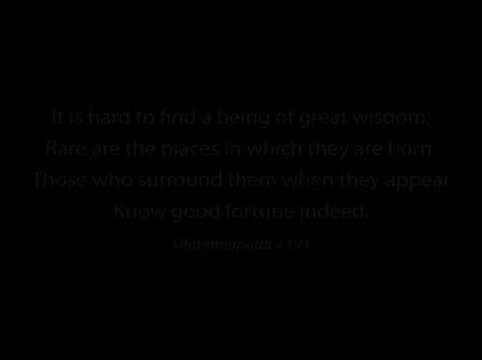 It is hard to find a being of great wisdom;
Rare are the places in which they are born
Those who surround them when they appear
Know good fortune indeed.
Dhammapada v 193